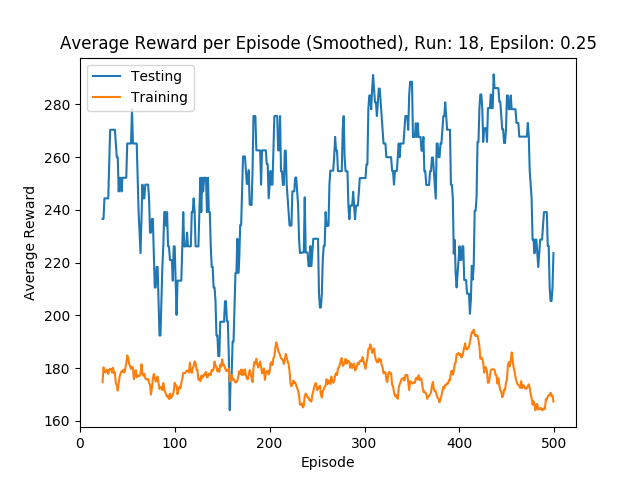 Average Reward per Episode (Smoothed), Run: 18, Epsilon: 0.25
Testing
Training
280
260
240
220
200
180
160
Average Reward
0 100 200 300 400 500
Episode